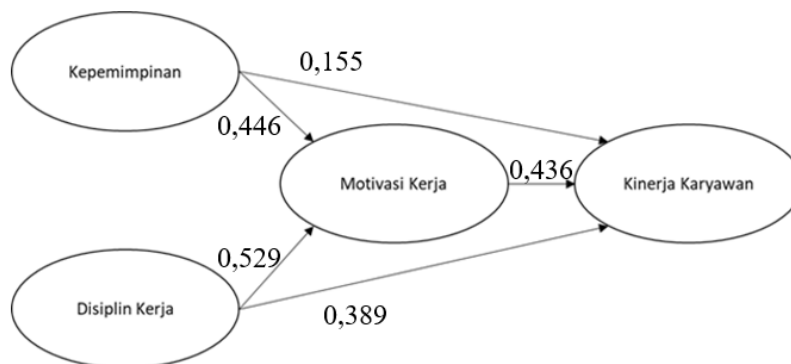 Kepemimpinan
0,155
0,446
Motivasi Kerja
0,436
Kinerja Karyawan
0,529
Disiplin Kerja
0,389